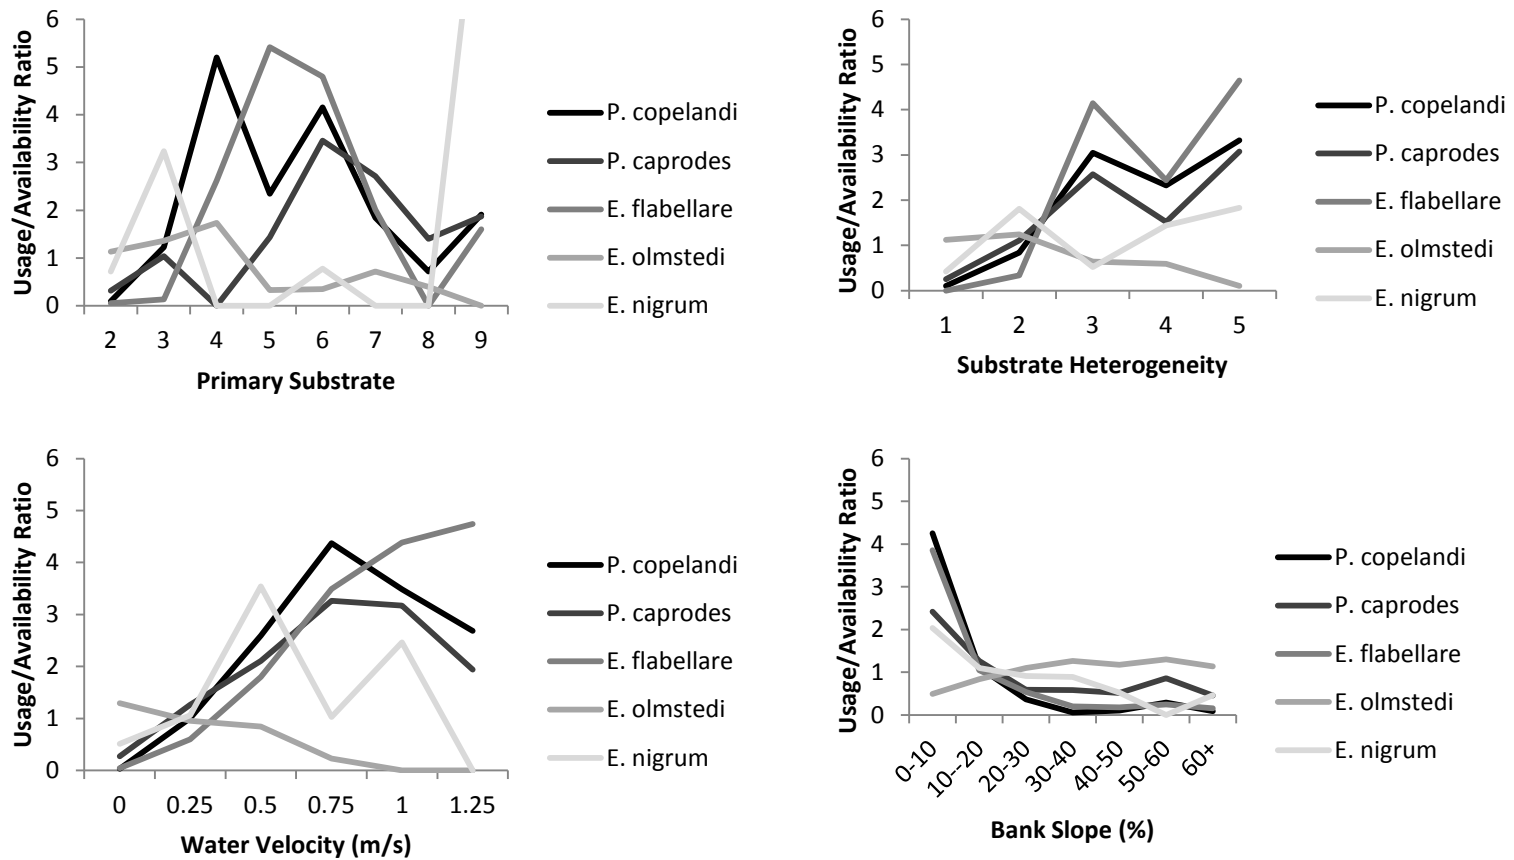 Usage/Availability Ratio
6
5
4
3
2
1
0
2 3 4 5 6 7 8 9
Primary Substrate
P. copelandi
P. caprodes
E. flabellare
E. olmstedi
E. nigrum
Usage/Availability Ratio
6
5
4
3
2
1
0
1 2 3 4 5
Substrate Heterogeneity
P. copelandi
P. caprodes
E. flabellare
E. olmstedi
E. nigrum
Usage/Availability Ratio
6
5
4
3
2
1
0
0 0.25 0.5 0.75 1 1.25
Water Velocity (m/s)
P. copelandi
P. caprodes
E. flabellare
E. olmstedi
E. nigrum
Usage/Availability Ratio
6
5
4
3
2
1
0
0-10 10--20 20-30 30-40 40-50 50-60 60+
Bank Slope (%)
P. copelandi
P. caprodes
E. flabellare
E. olmstedi
E. nigrum